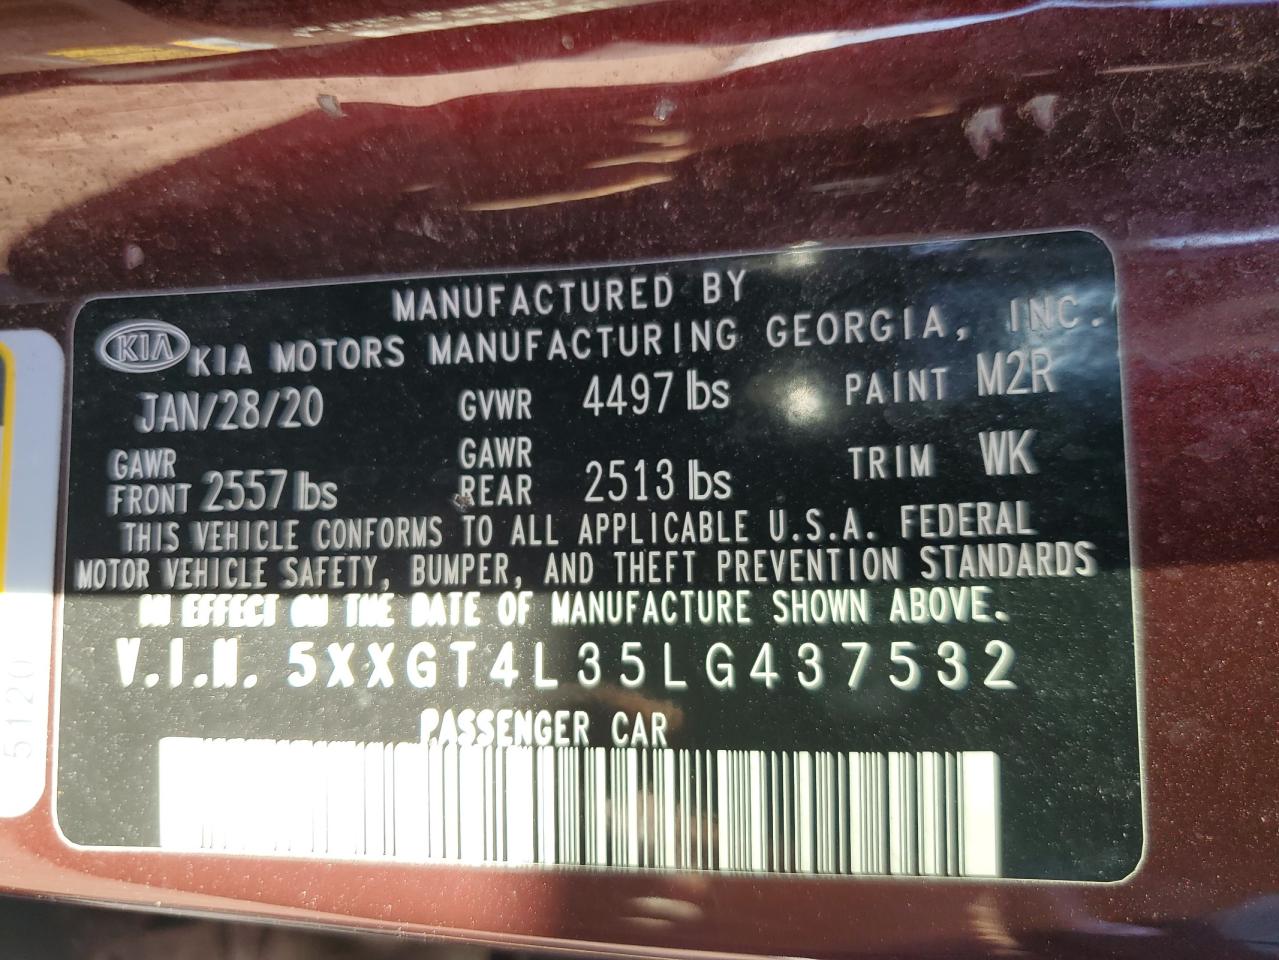 MANUFACTURED BY
KIA KIA MOTORS MANUFACTURING GEORGIA, INC.
JAN/28/20 GVWR 4497 lbs PAINT M2R
GAWR FRONT 2557 lbs GAWR REAR 2513 lbs TRIM WK
THIS VEHICLE CONFORMS TO ALL APPLICABLE U.S.A. FEDERAL
MOTOR VEHICLE SAFETY, BUMPER, AND THEFT PREVENTION STANDARDS
IN EFFECT ON THE DATE OF MANUFACTURE SHOWN ABOVE.
V.I.N. 5XXGT4L35LG437532
PASSENGER CAR
5120